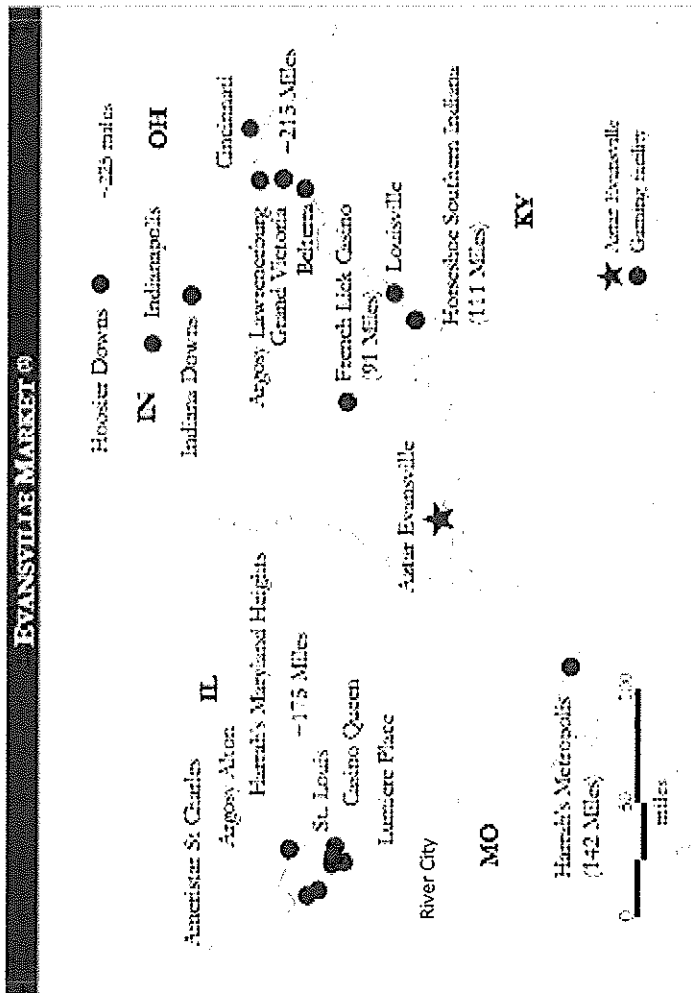 EVANSVILLE MARKET
Hoosier Downs
~225 miles
IN
Indianapolis
OH
Indiana Downs
Cincinnati
Ameristar St Charles
IL
Argosy Alton
Argosy Lawrenceburg
Grand Victoria
~215 Miles
Harrah's Maryland Heights
Belterra
~175 Miles
St. Louis
French Lick Casino
(91 Miles)
Casino Queen
Louisville
Lumiere Place
Aztar Evansville
River City
Horseshoe Southern Indiana
(111 Miles)
MO
KY
Harrah's Metropolis
(142 Miles)
Aztar Evansville
Gaming facility
0 50 100
miles